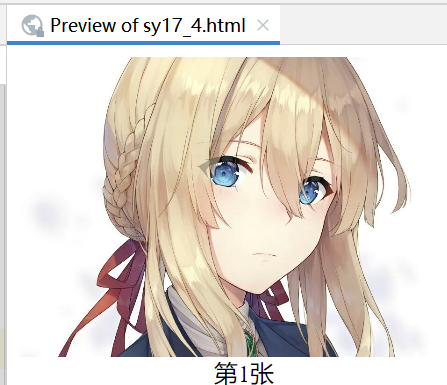 Preview of sy17_4.html
第1张